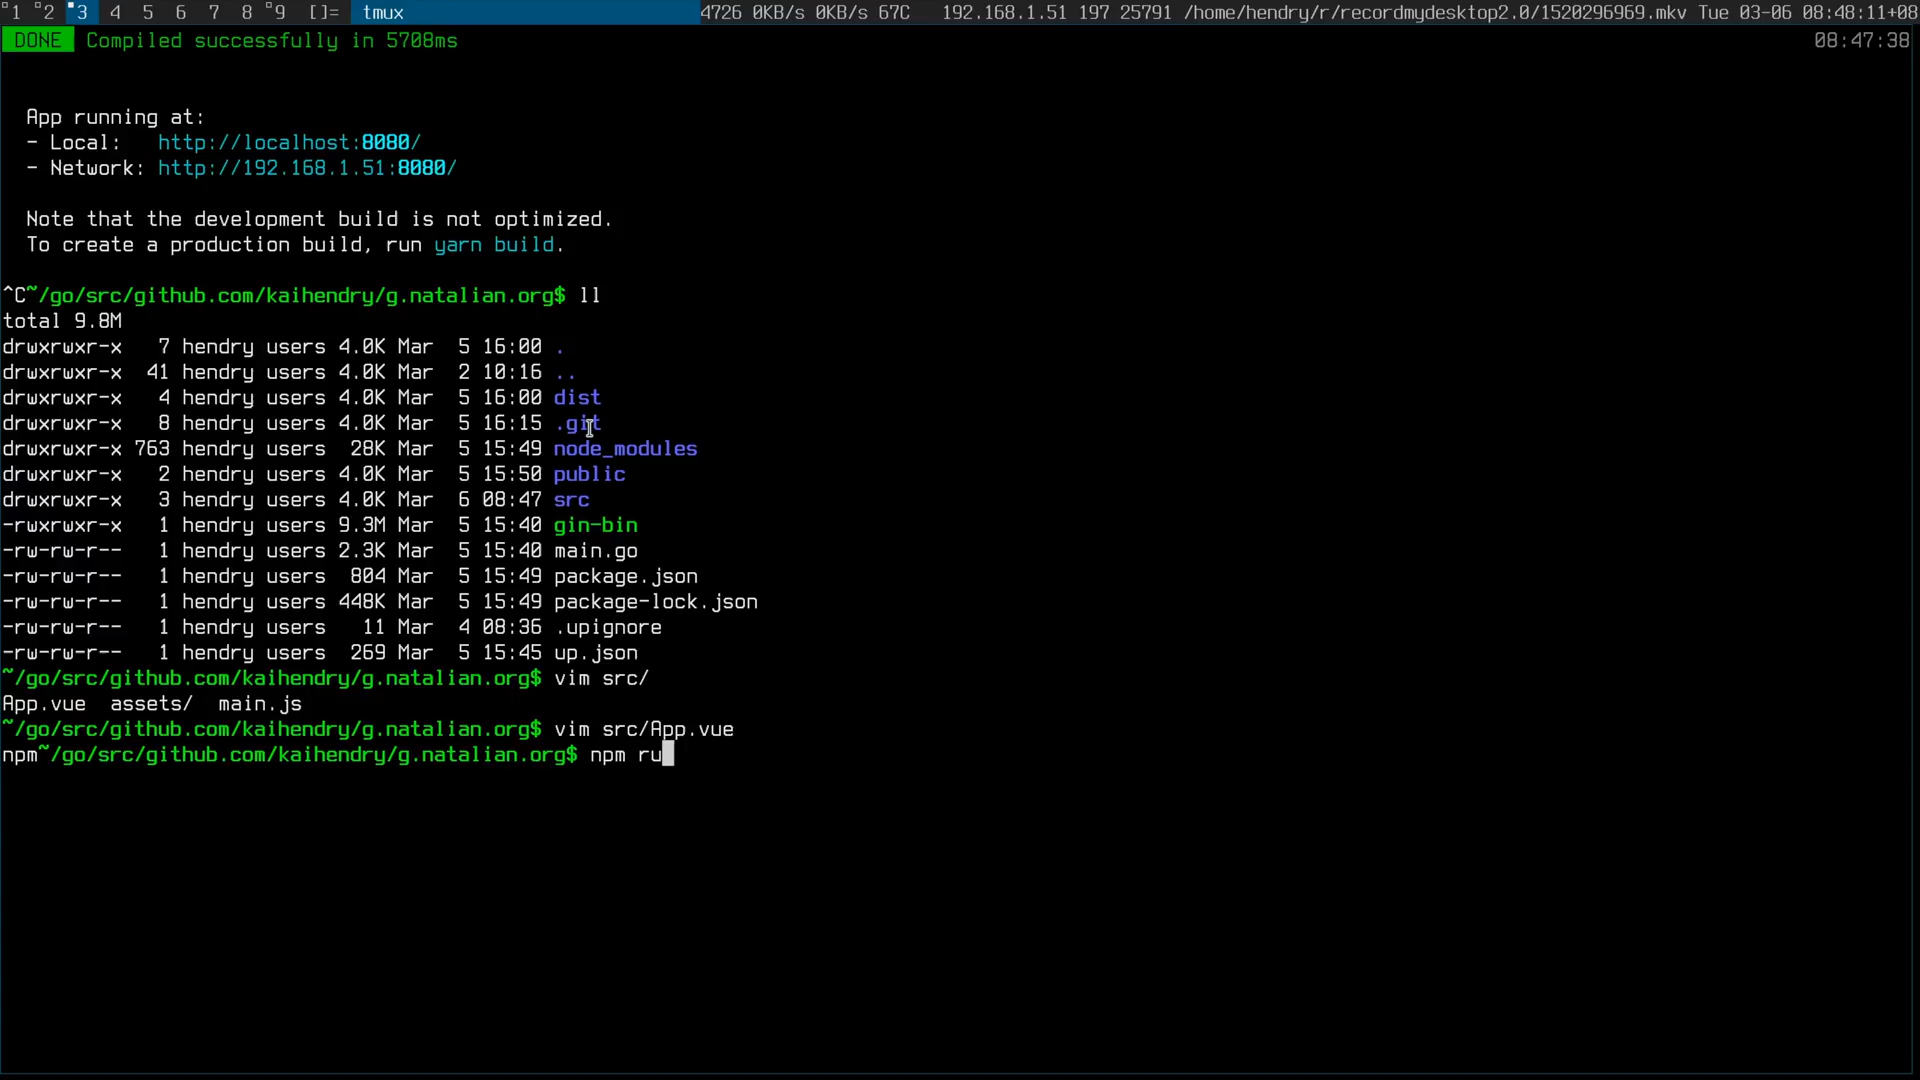 1 2 3 4 5 6 7 8 9 []= tmux 4726 0KB/s 0KB/s 67C 192.168.1.51 197 25791 /home/hendry/r/recordmydesktop2.0/1520296969.mkv Tue 03-06 08:48:11+08
DONE Compiled successfully in 5708ms 08:47:38
App running at:
- Local: http://localhost:8080/
- Network: http://192.168.1.51:8080/
Note that the development build is not optimized.
To create a production build, run yarn build.
^C~/go/src/github.com/kaihendry/g.natalian.org$ ll
total 9.8M
drwxrwxr-x 7 hendry users 4.0K Mar 5 16:00 .
drwxrwxr-x 41 hendry users 4.0K Mar 2 10:16 ..
drwxrwxr-x 4 hendry users 4.0K Mar 5 16:00 dist
drwxrwxr-x 8 hendry users 4.0K Mar 5 16:15 .git
drwxrwxr-x 763 hendry users 28K Mar 5 15:49 node_modules
drwxrwxr-x 2 hendry users 4.0K Mar 5 15:50 public
drwxrwxr-x 3 hendry users 4.0K Mar 6 08:47 src
-rwxrwxr-x 1 hendry users 9.3M Mar 5 15:40 gin-bin
-rw-rw-r-- 1 hendry users 2.3K Mar 5 15:40 main.go
-rw-rw-r-- 1 hendry users 804 Mar 5 15:49 package.json
-rw-rw-r-- 1 hendry users 448K Mar 5 15:49 package-lock.json
-rw-rw-r-- 1 hendry users 11 Mar 4 08:36 .upignore
-rw-rw-r-- 1 hendry users 269 Mar 5 15:45 up.json
~/go/src/github.com/kaihendry/g.natalian.org$ vim src/
App.vue assets/ main.js
~/go/src/github.com/kaihendry/g.natalian.org$ vim src/App.vue
npm~/go/src/github.com/kaihendry/g.natalian.org$ npm ru